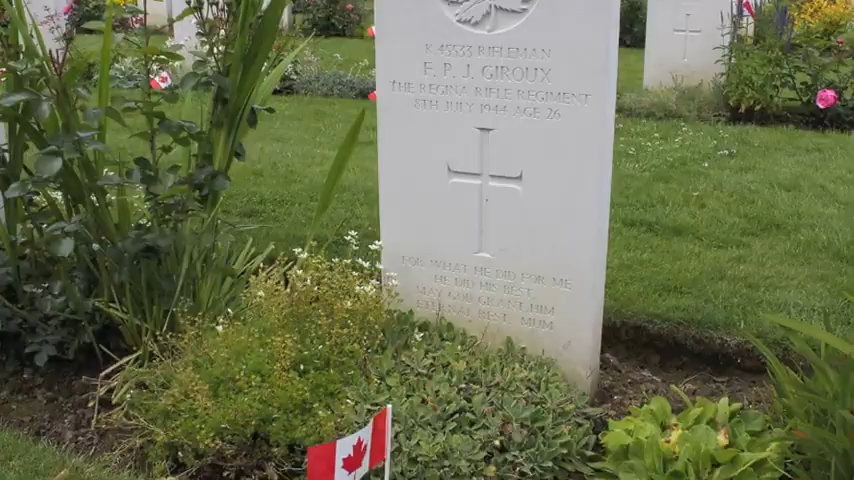 K 45533 RIFLEMAN
F. P. J. GIROUX
THE REGINA RIFLE REGIMENT
8TH JULY 1944 AGE 26
FOR WHAT HE DID FOR ME
HE DID HIS BEST
MAY GOD GRANT HIM
ETERNAL REST. MUM